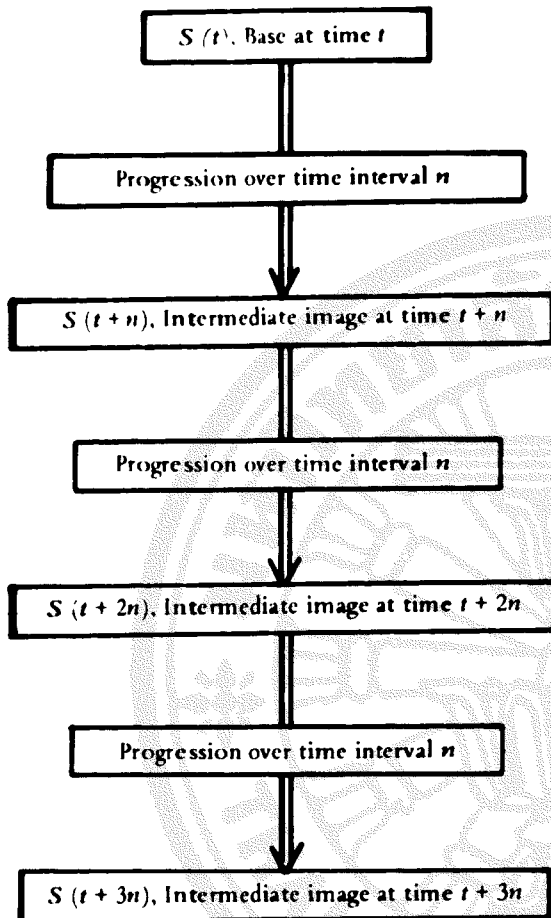 S (t), Base at time t
Progression over time interval n
S (t + n), Intermediate image at time t + n
Progression over time interval n
S (t + 2n), Intermediate image at time t + 2n
Progression over time interval n
S (t + 3n), Intermediate image at time t + 3n